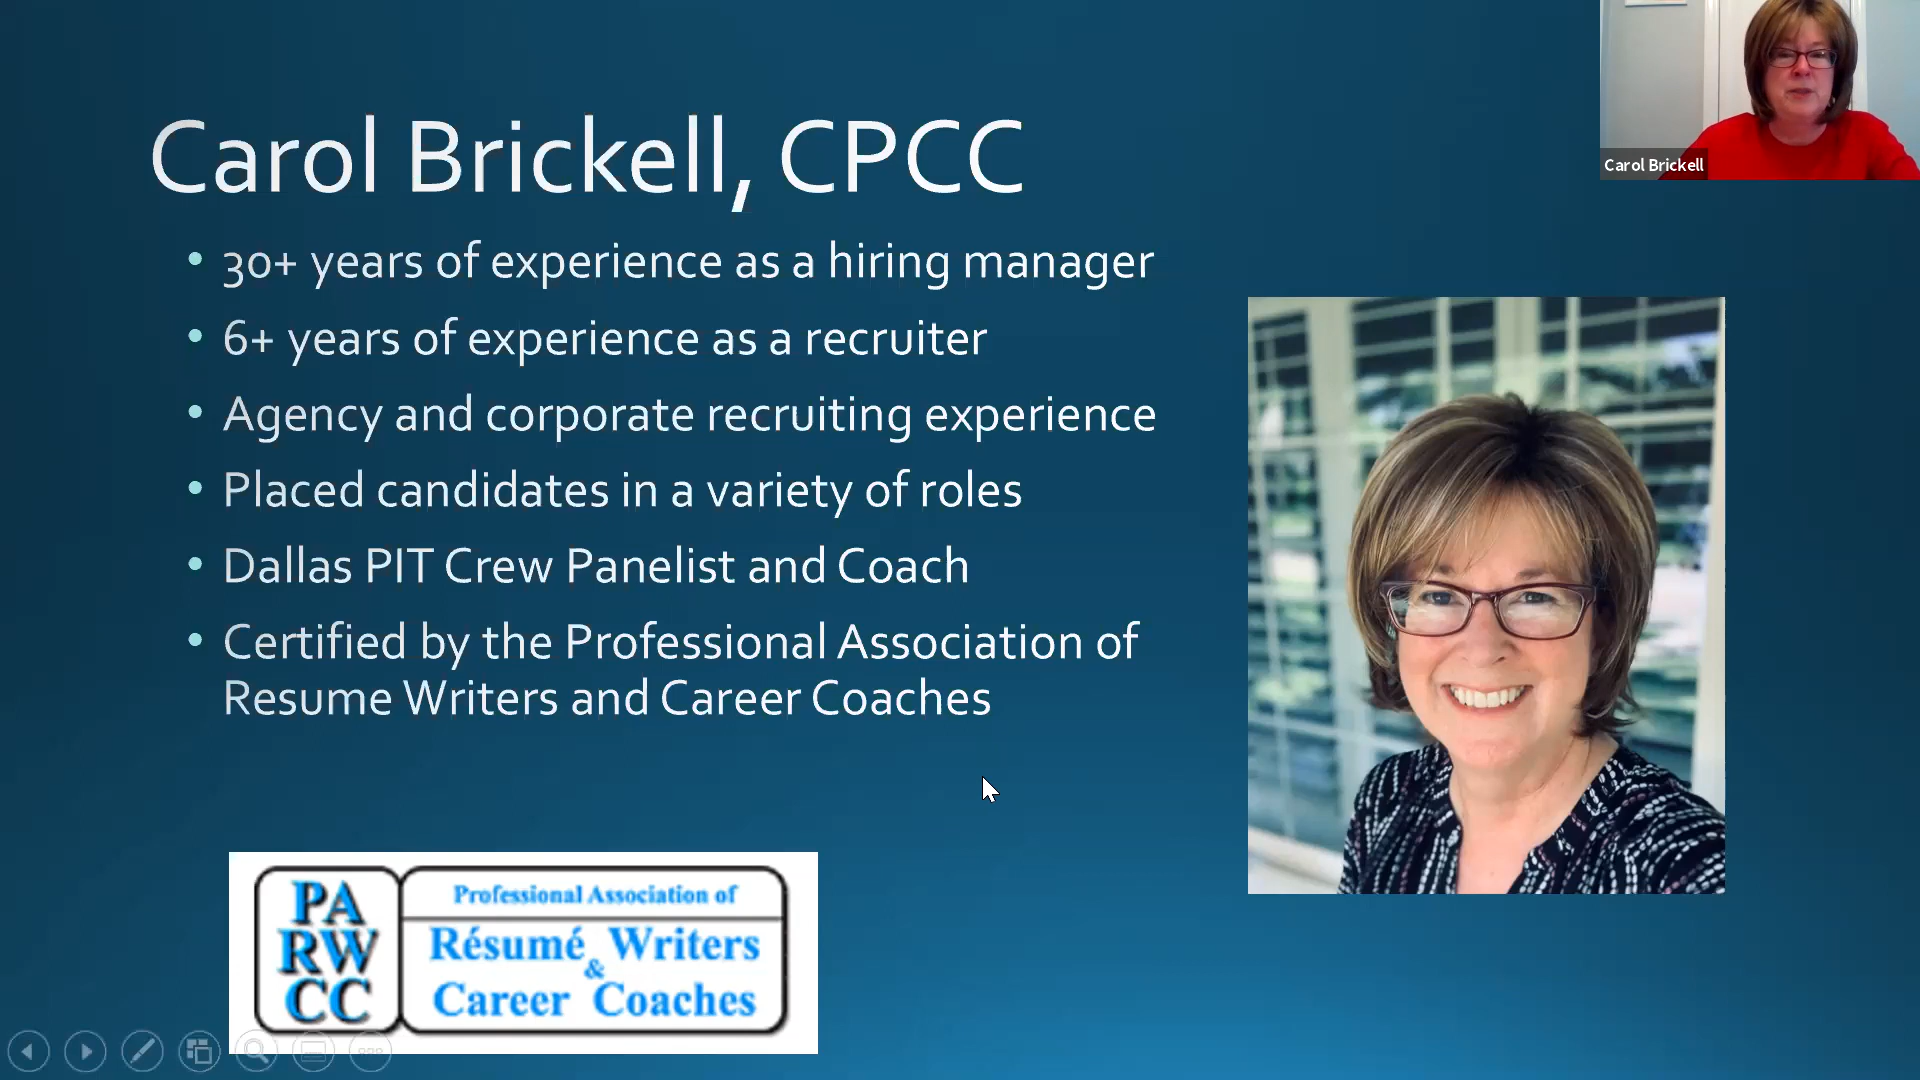 Carol Brickell
Carol Brickell, CPCC
• 30+ years of experience as a hiring manager
• 6+ years of experience as a recruiter
• Agency and corporate recruiting experience
• Placed candidates in a variety of roles
• Dallas PIT Crew Panelist and Coach
• Certified by the Professional Association of
Resume Writers and Career Coaches
PA
RW
CC
Professional Association of
Résumé Writers
&
Career Coaches